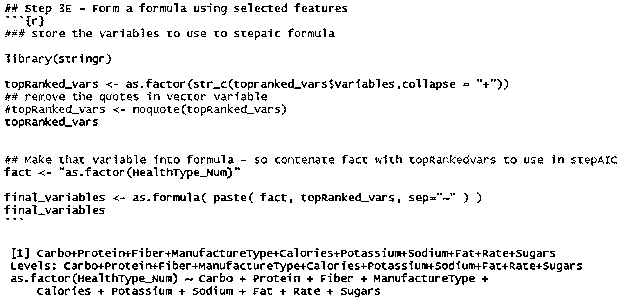 ## Step 3E - Form a formula using selected features
```{r}
### store the variables to use to stepaic formula
library(stringr)
topRanked_vars <- as.factor(str_c(topranked_vars$Variables,collapse = "+"))
## remove the quotes in vector variable
#topRanked_vars <- noquote(topRanked_vars)
topRanked_vars
## Make that variable into formula - so contenate fact with topRankedvars to use in stepAIC
fact <- "as.factor(HealthType_Num)"
final_variables <- as.formula( paste( fact, topRanked_vars, sep="~" ) )
final_variables
```
[1] Carbo+Protein+Fiber+ManufactureType+Calories+Potassium+Sodium+Fat+Rate+Sugars
Levels: Carbo+Protein+Fiber+ManufactureType+Calories+Potassium+Sodium+Fat+Rate+Sugars
as.factor(HealthType_Num) ~ Carbo + Protein + Fiber + ManufactureType +
Calories + Potassium + Sodium + Fat + Rate + Sugars